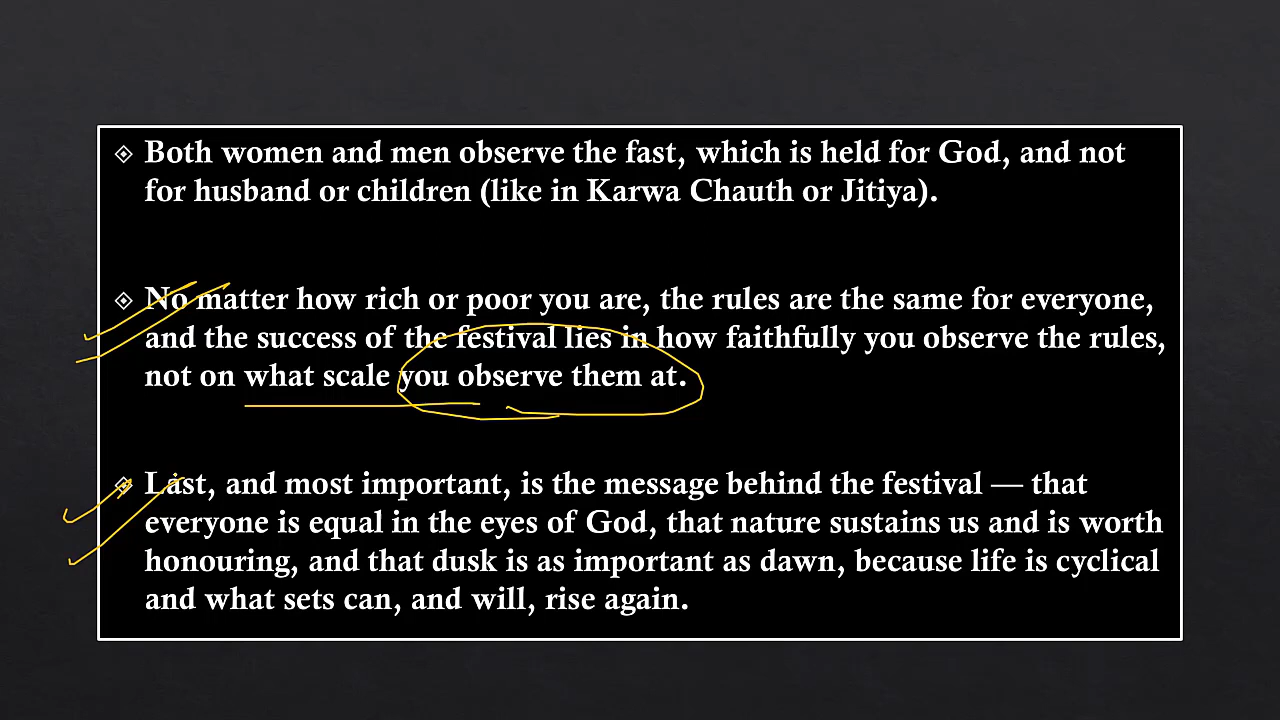 Both women and men observe the fast, which is held for God, and not
for husband or children (like in Karwa Chauth or Jitiya).
No matter how rich or poor you are, the rules are the same for everyone,
and the success of the festival lies in how faithfully you observe the rules,
not on what scale you observe them at.
Last, and most important, is the message behind the festival — that
everyone is equal in the eyes of God, that nature sustains us and is worth
honouring, and that dusk is as important as dawn, because life is cyclical
and what sets can, and will, rise again.